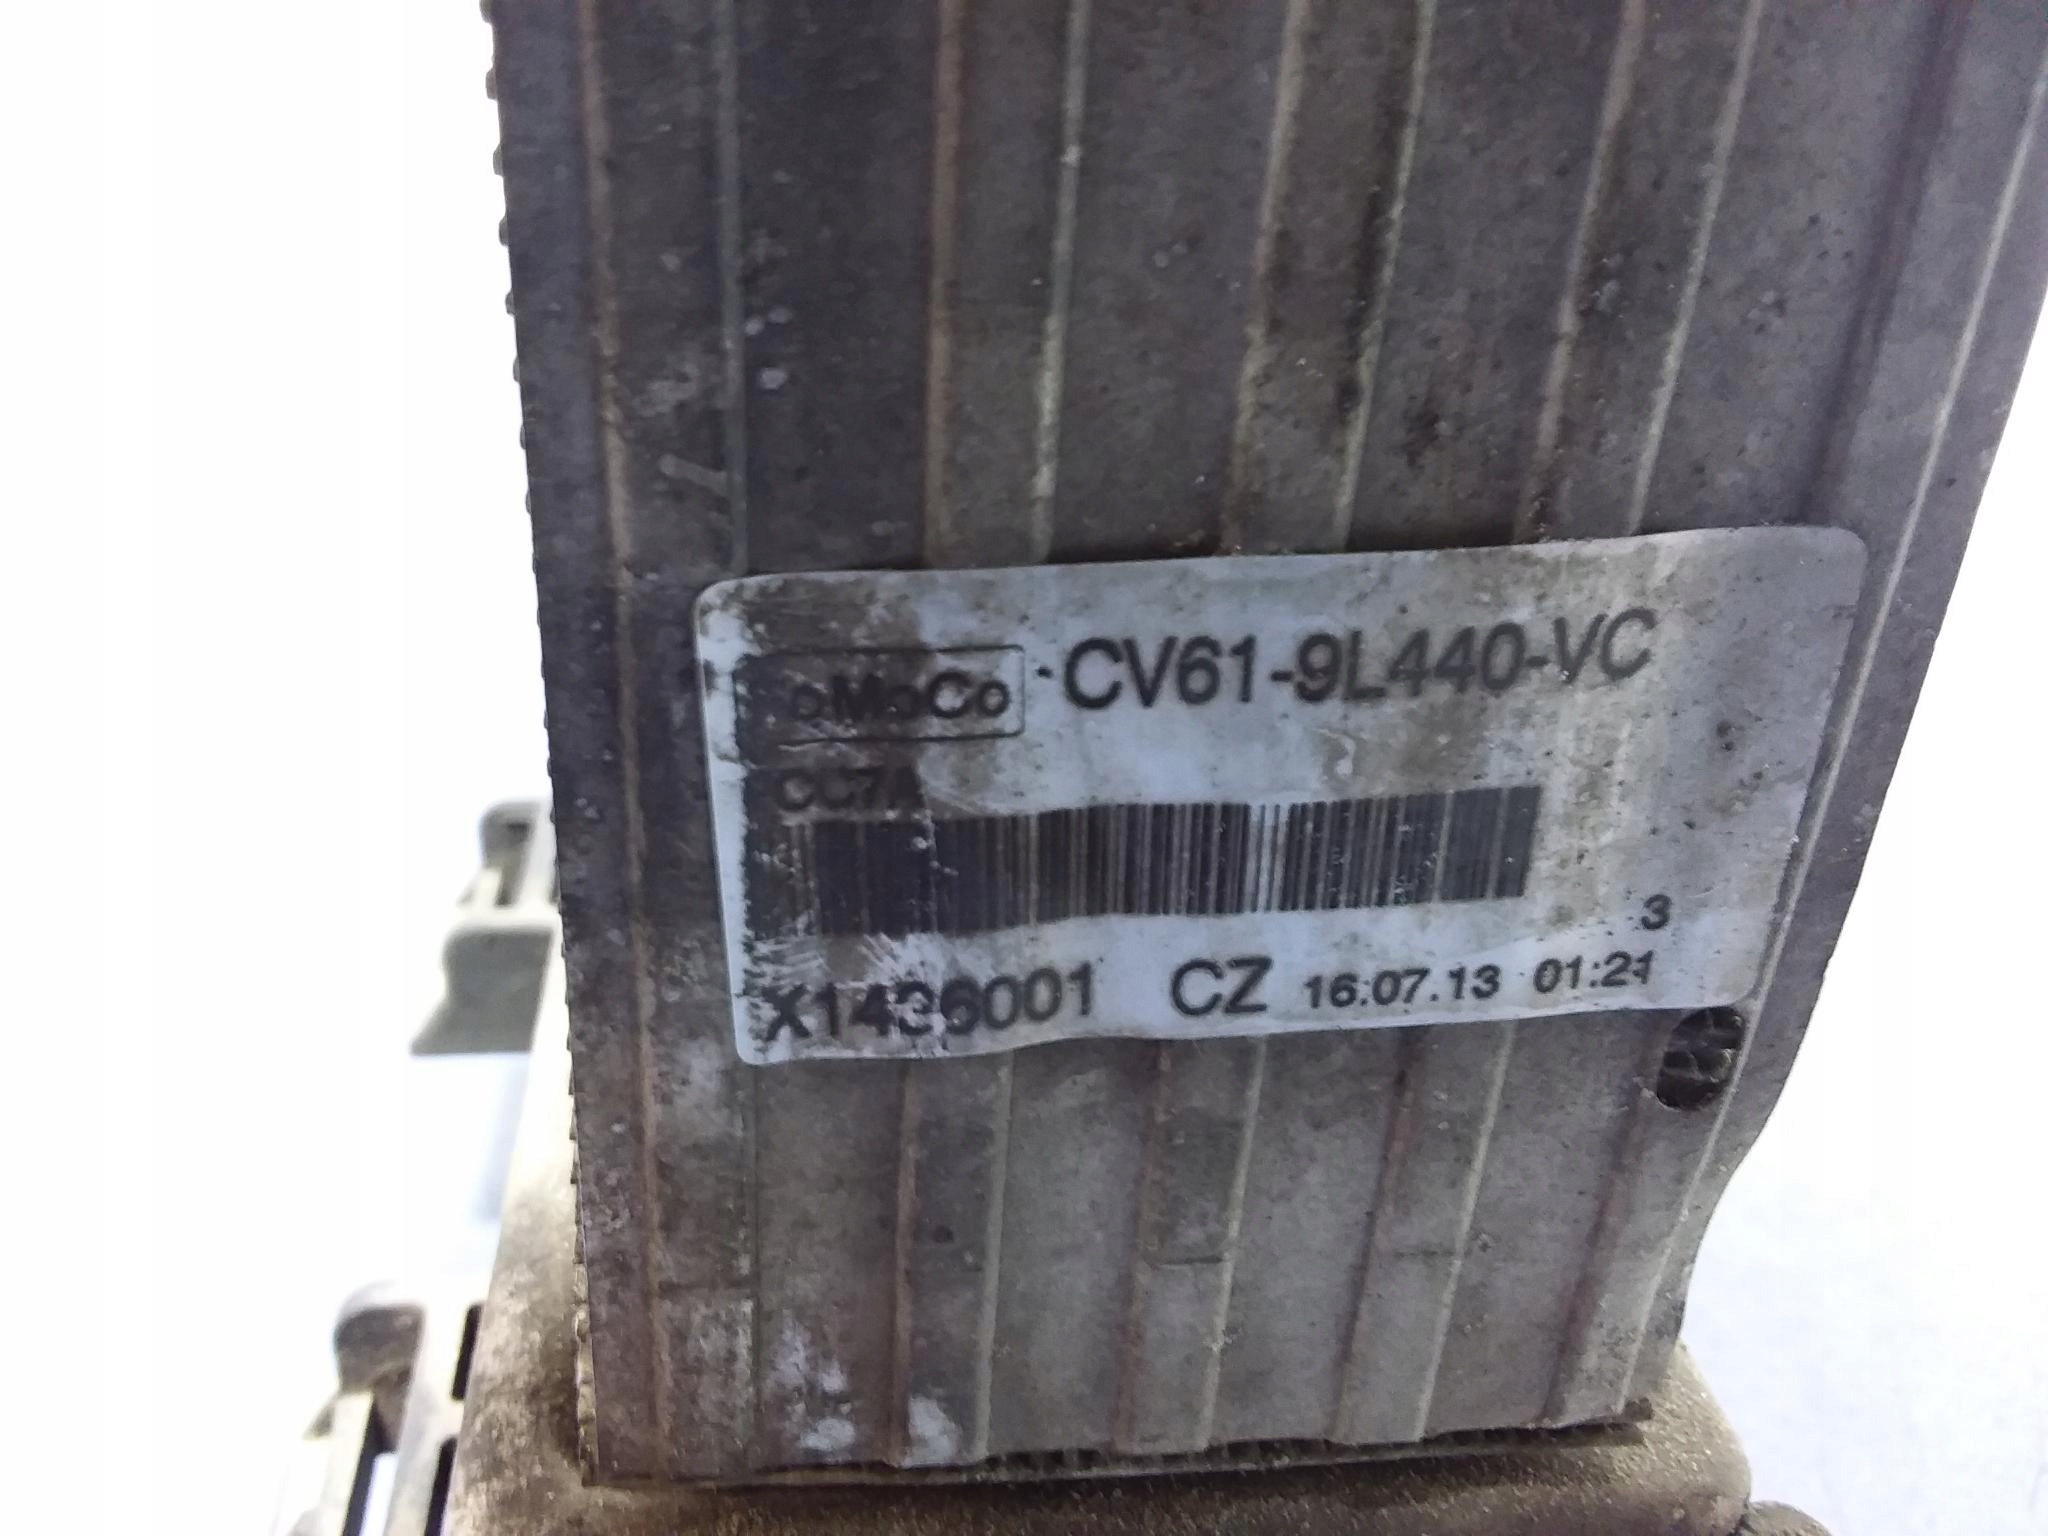 FoMoCo CV61-9L440-VC
CC7A
3
X1436001 CZ 16.07.13 01:21